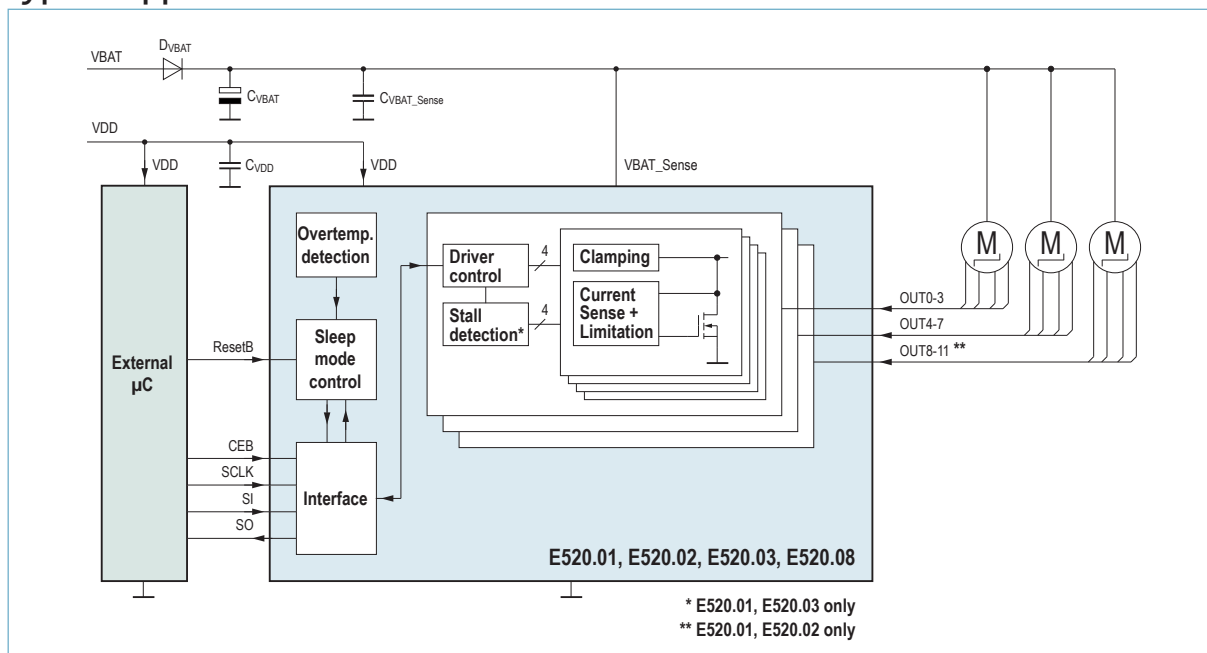 DVBAT
VBAT
CVBAT
CVBAT_Sense
VDD
VDD
CVDD
VDD
VBAT_Sense
Overtemp.
detection
Driver
control
4
Clamping
Stall
detection*
4
Current
Sense +
Limitation
M
M
M
OUT0-3
OUT4-7
OUT8-11 **
External
µC
ResetB
Sleep
mode
control
CEB
SCLK
SI
SO
Interface
E520.01, E520.02, E520.03, E520.08
* E520.01, E520.03 only
** E520.01, E520.02 only